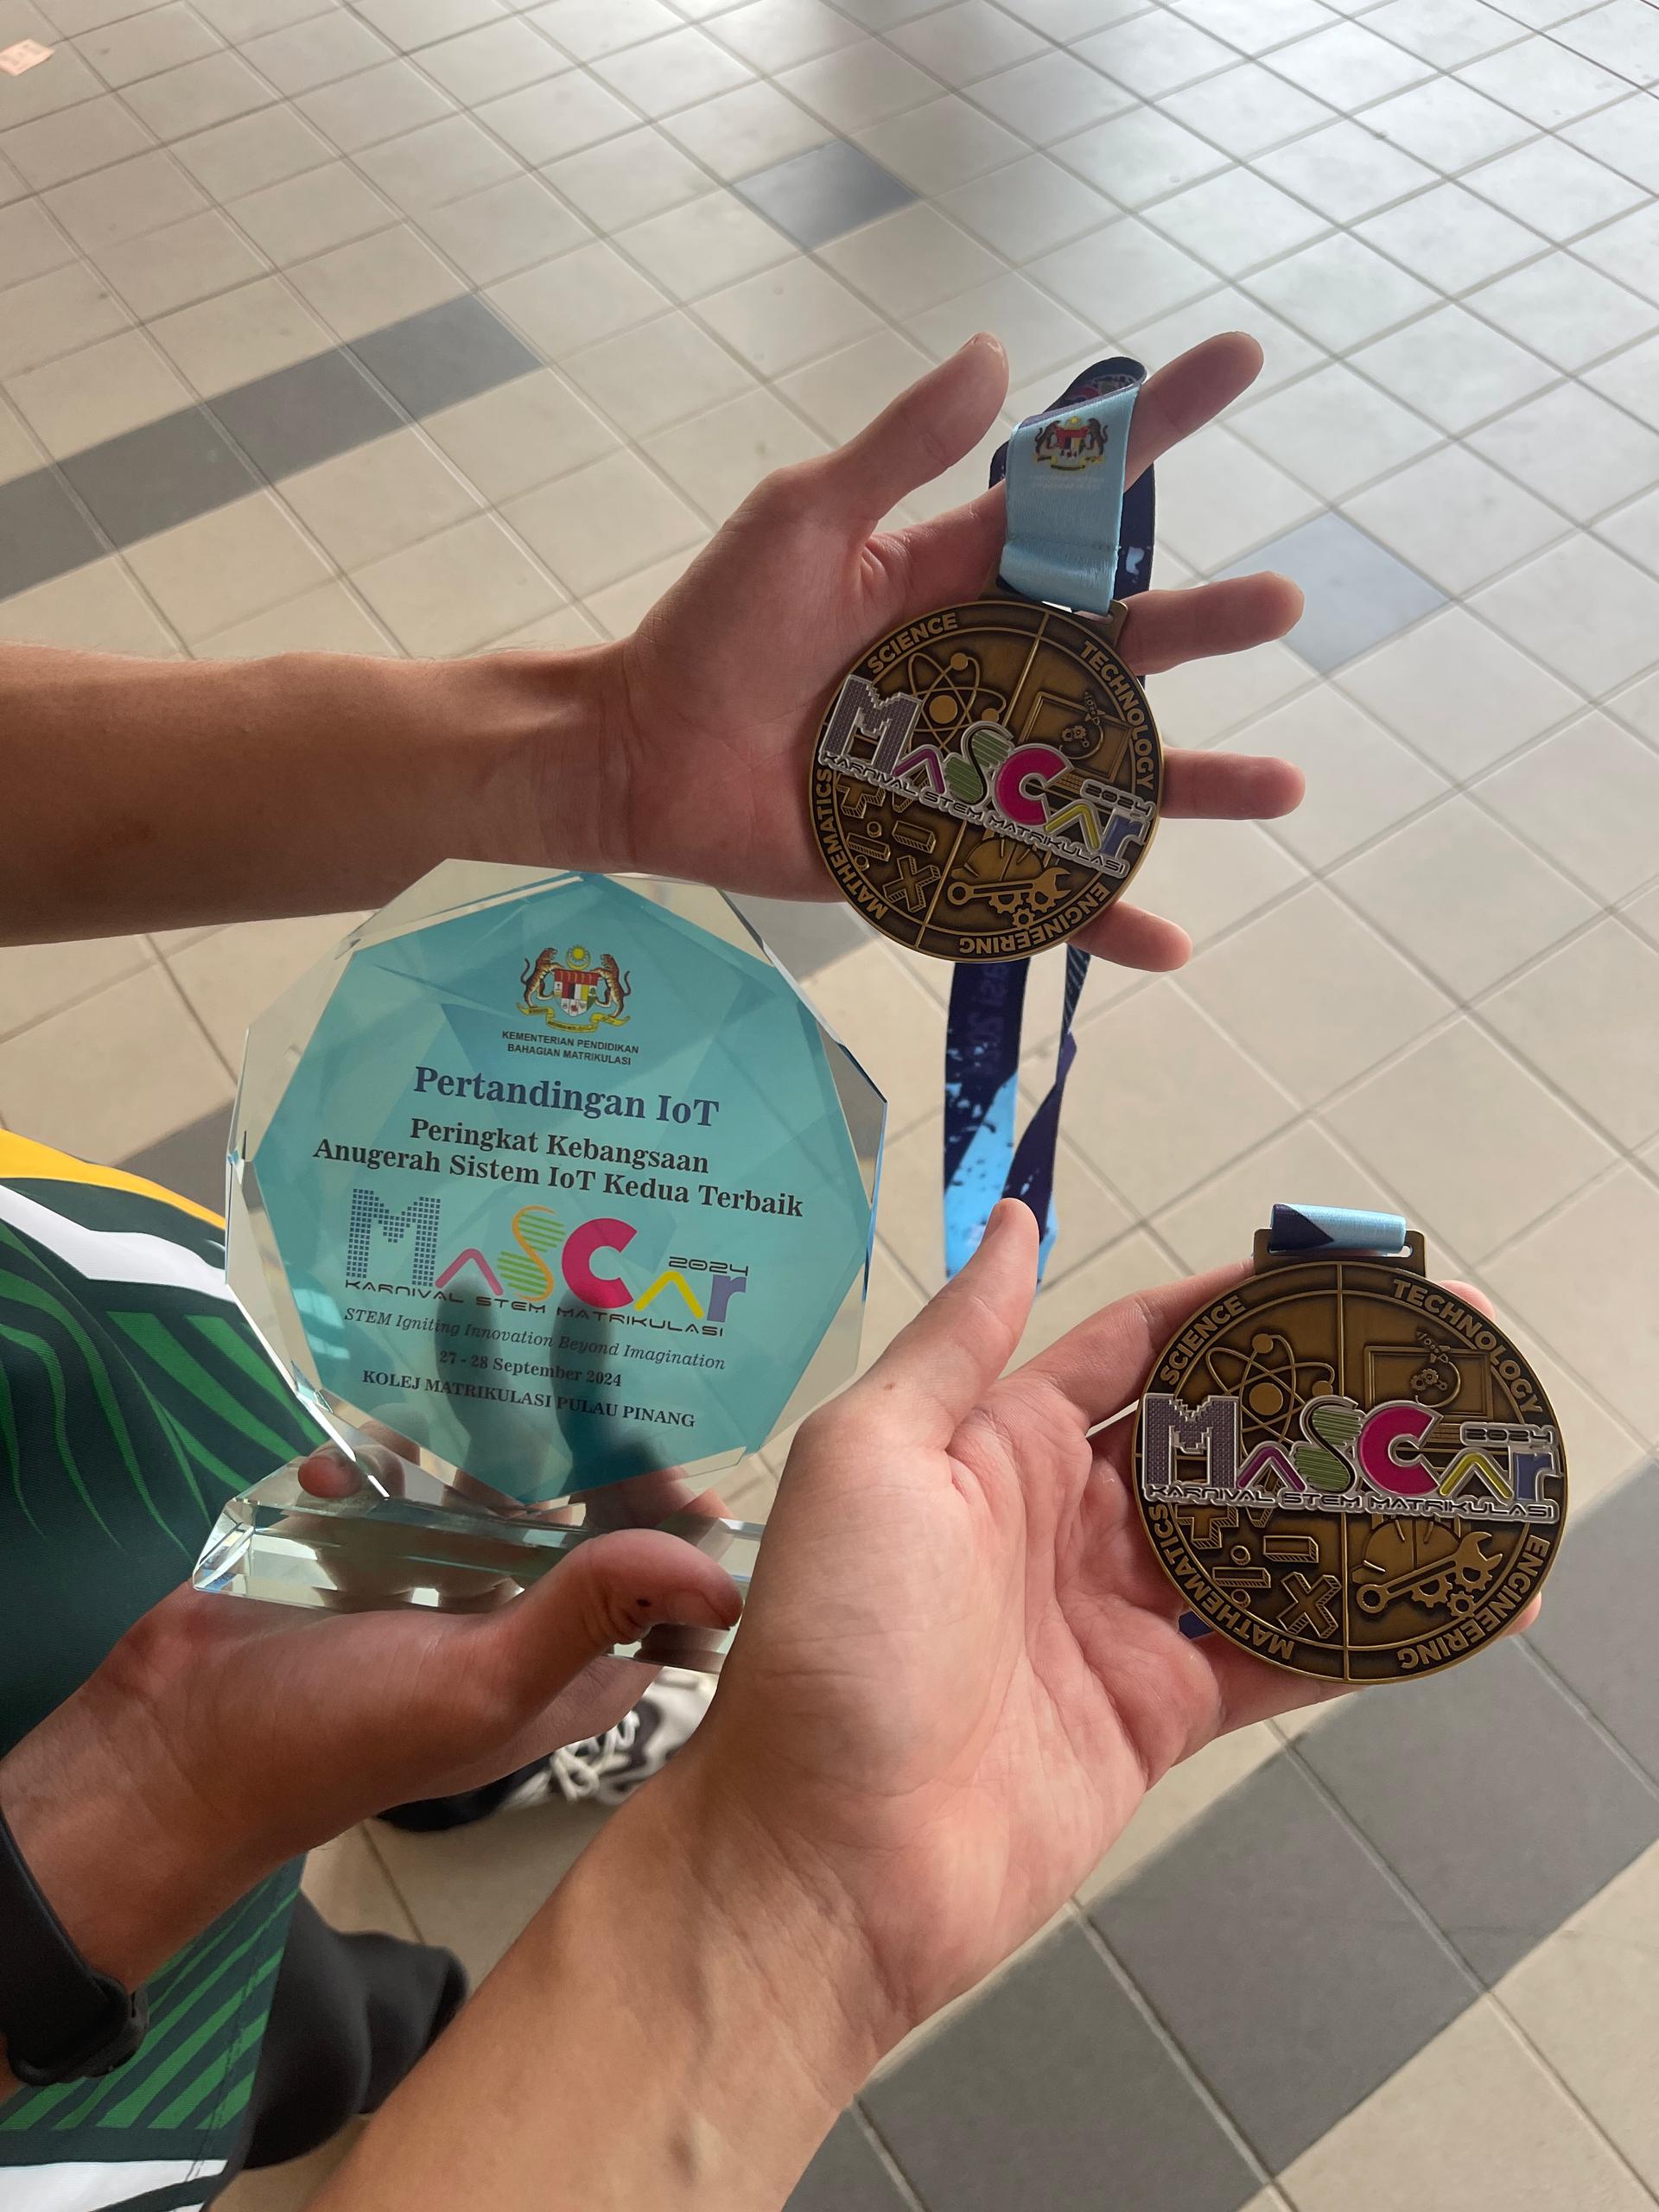 SCIENCE
TECHNOLOGY
MaSCar
2024
KARNIVAL STEM MATRIKULASI
MATHEMATICS
ENGINEERING
KEMENTERIAN PENDIDIKAN
BAHAGIAN MATRIKULASI
Pertandingan IoT
Peringkat Kebangsaan
Anugerah Sistem IoT Kedua Terbaik
MaSCar
2024
KARNIVAL STEM MATRIKULASI
STEM Igniting Innovation Beyond Imagination
27 - 28 September 2024
KOLEJ MATRIKULASI PULAU PINANG
SCIENCE
TECHNOLOGY
MaSCar
2024
KARNIVAL STEM MATRIKULASI
MATHEMATICS
ENGINEERING